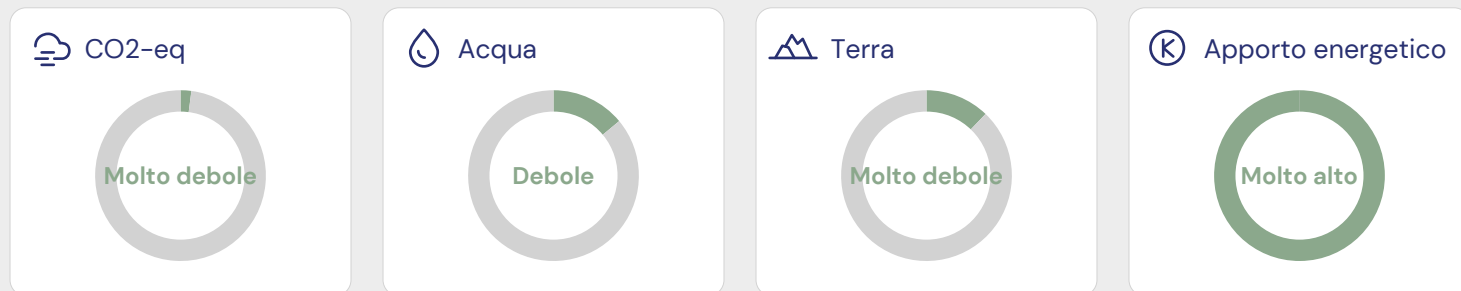 CO2-eq
Molto debole
Acqua
Debole
Terra
Molto debole
Apporto energetico
Molto alto